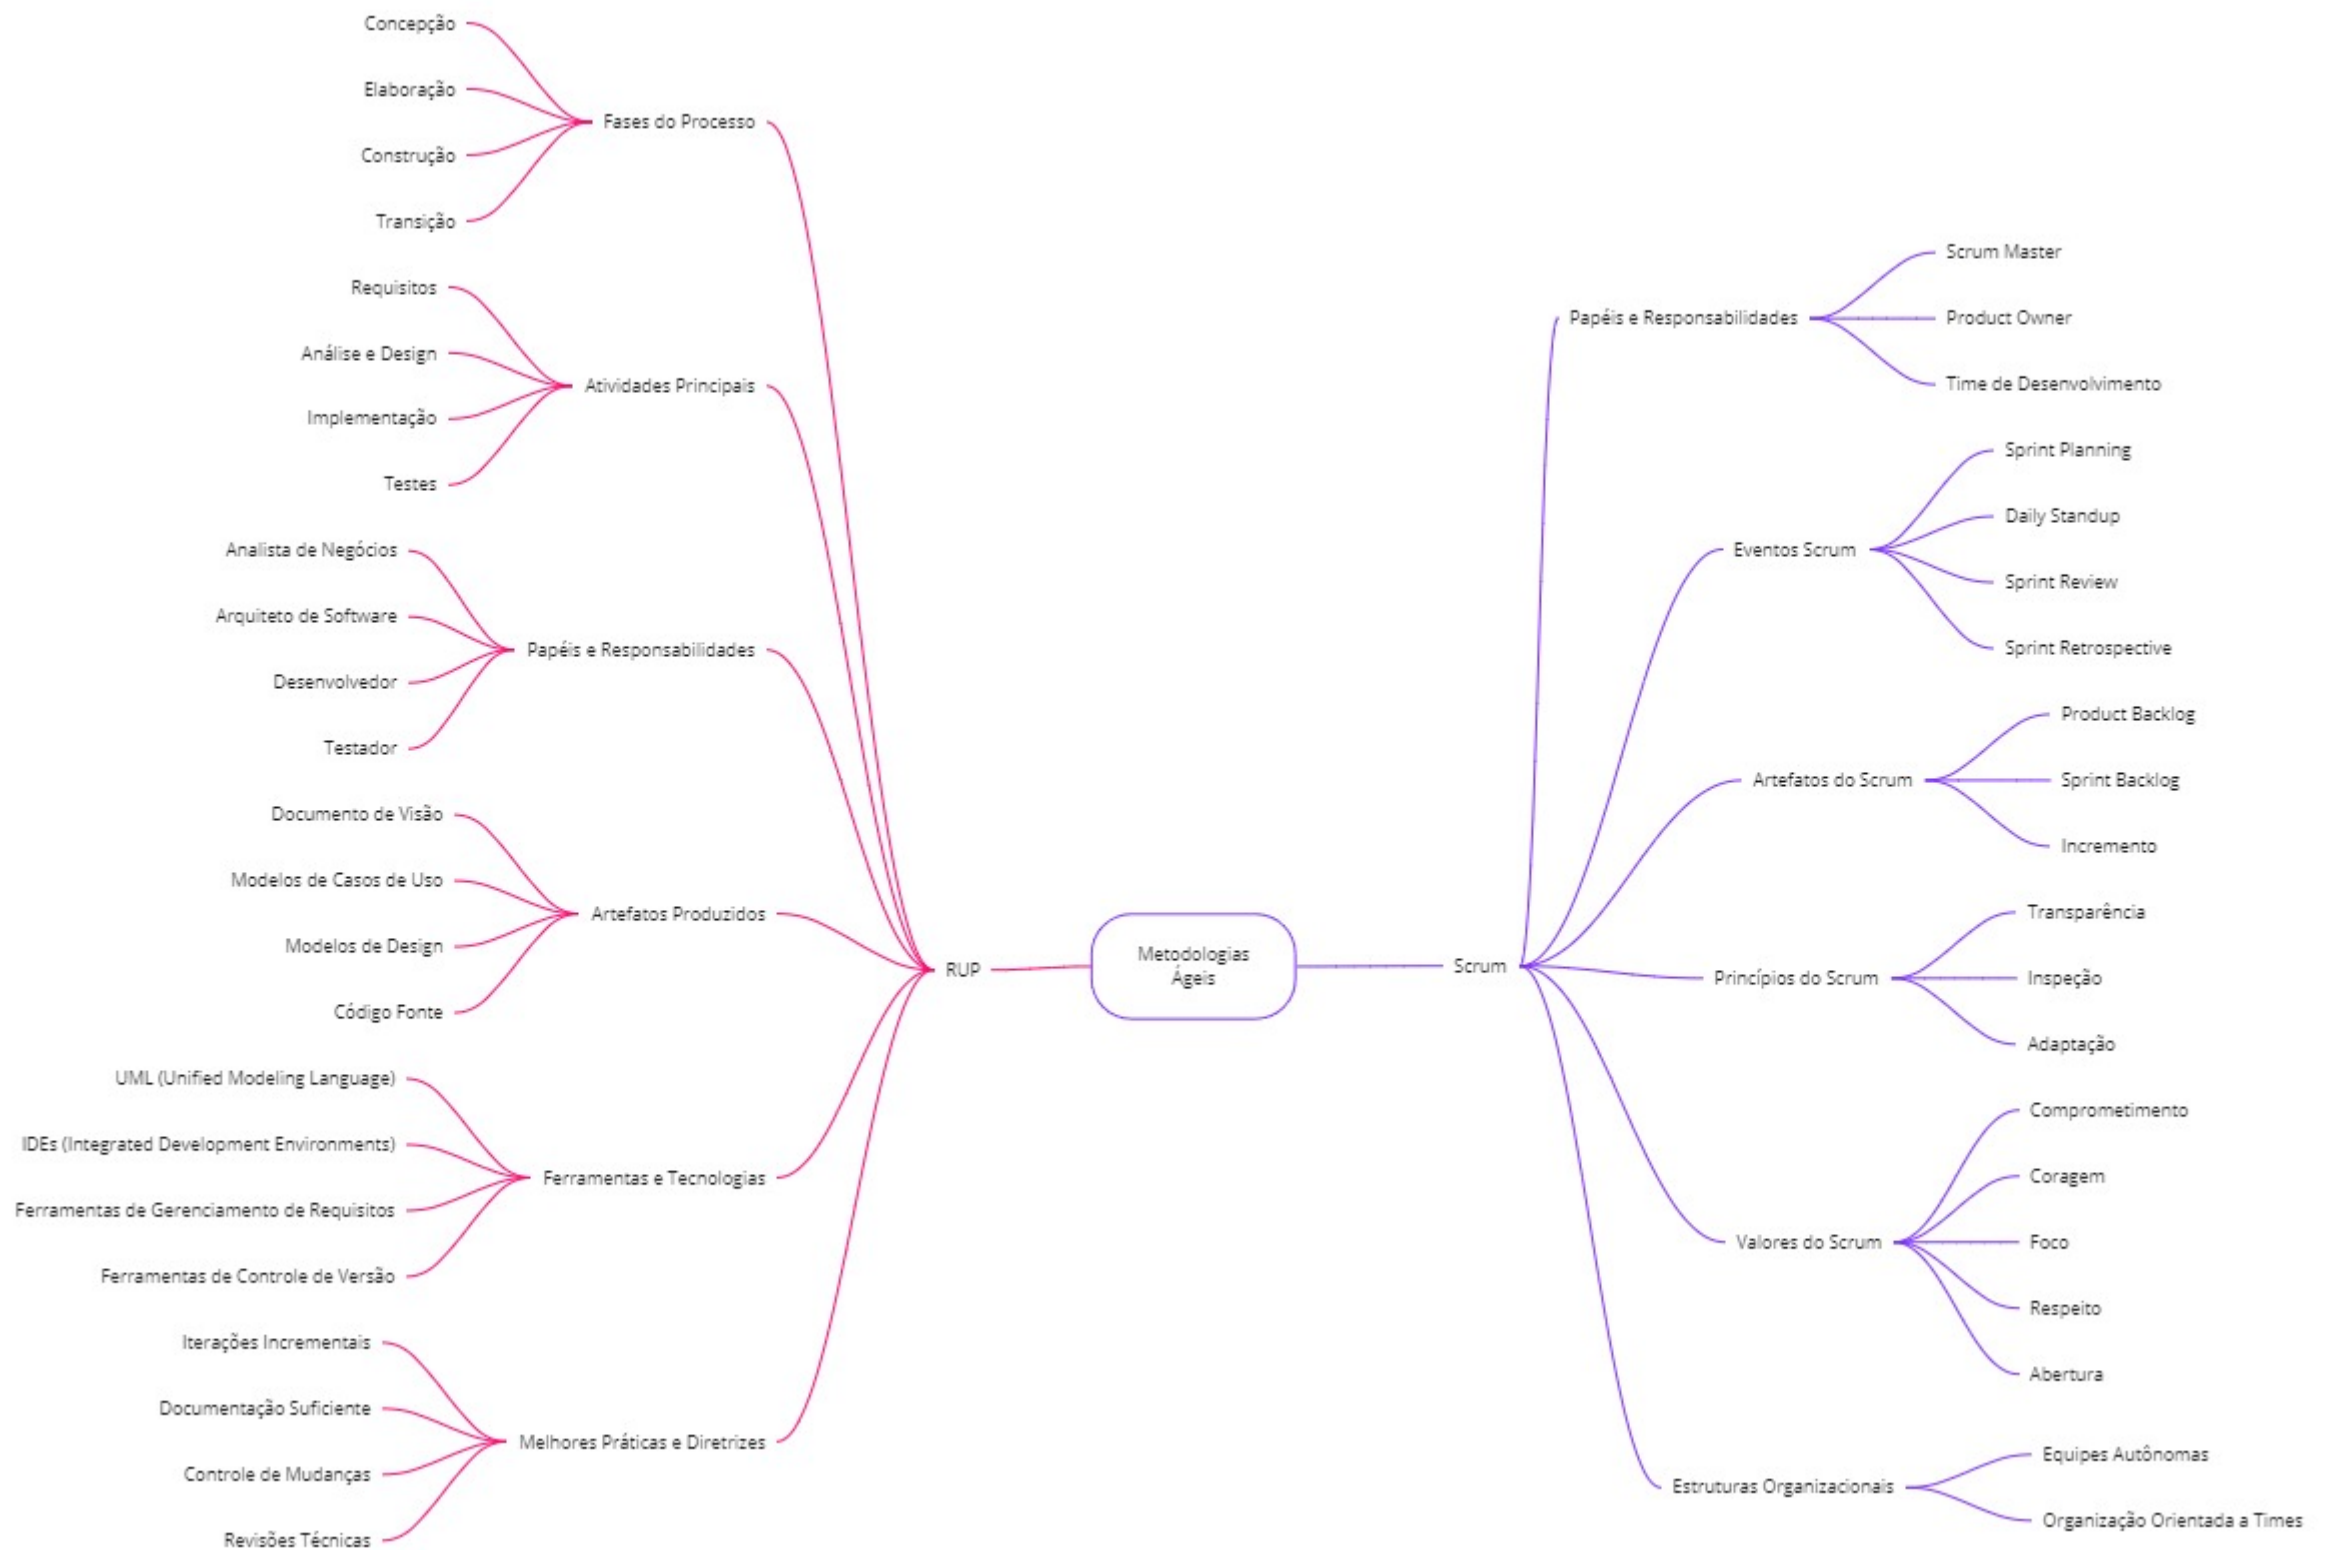 Concepção
Elaboração
Construção
Transição
Fases do Processo
Requisitos
Análise e Design
Implementação
Testes
Atividades Principais
Analista de Negócios
Arquiteto de Software
Desenvolvedor
Testador
Papéis e Responsabilidades
Documento de Visão
Modelos de Casos de Uso
Modelos de Design
Código Fonte
Artefatos Produzidos
UML (Unified Modeling Language)
IDEs (Integrated Development Environments)
Ferramentas de Gerenciamento de Requisitos
Ferramentas de Controle de Versão
Ferramentas e Tecnologias
Iterações Incrementais
Documentação Suficiente
Controle de Mudanças
Revisões Técnicas
Melhores Práticas e Diretrizes
RUP
Metodologias
Ágeis
Scrum
Papéis e Responsabilidades
Scrum Master
Product Owner
Time de Desenvolvimento
Eventos Scrum
Sprint Planning
Daily Standup
Sprint Review
Sprint Retrospective
Artefatos do Scrum
Product Backlog
Sprint Backlog
Incremento
Princípios do Scrum
Transparência
Inspeção
Adaptação
Valores do Scrum
Comprometimento
Coragem
Foco
Respeito
Abertura
Estruturas Organizacionais
Equipes Autônomas
Organização Orientada a Times